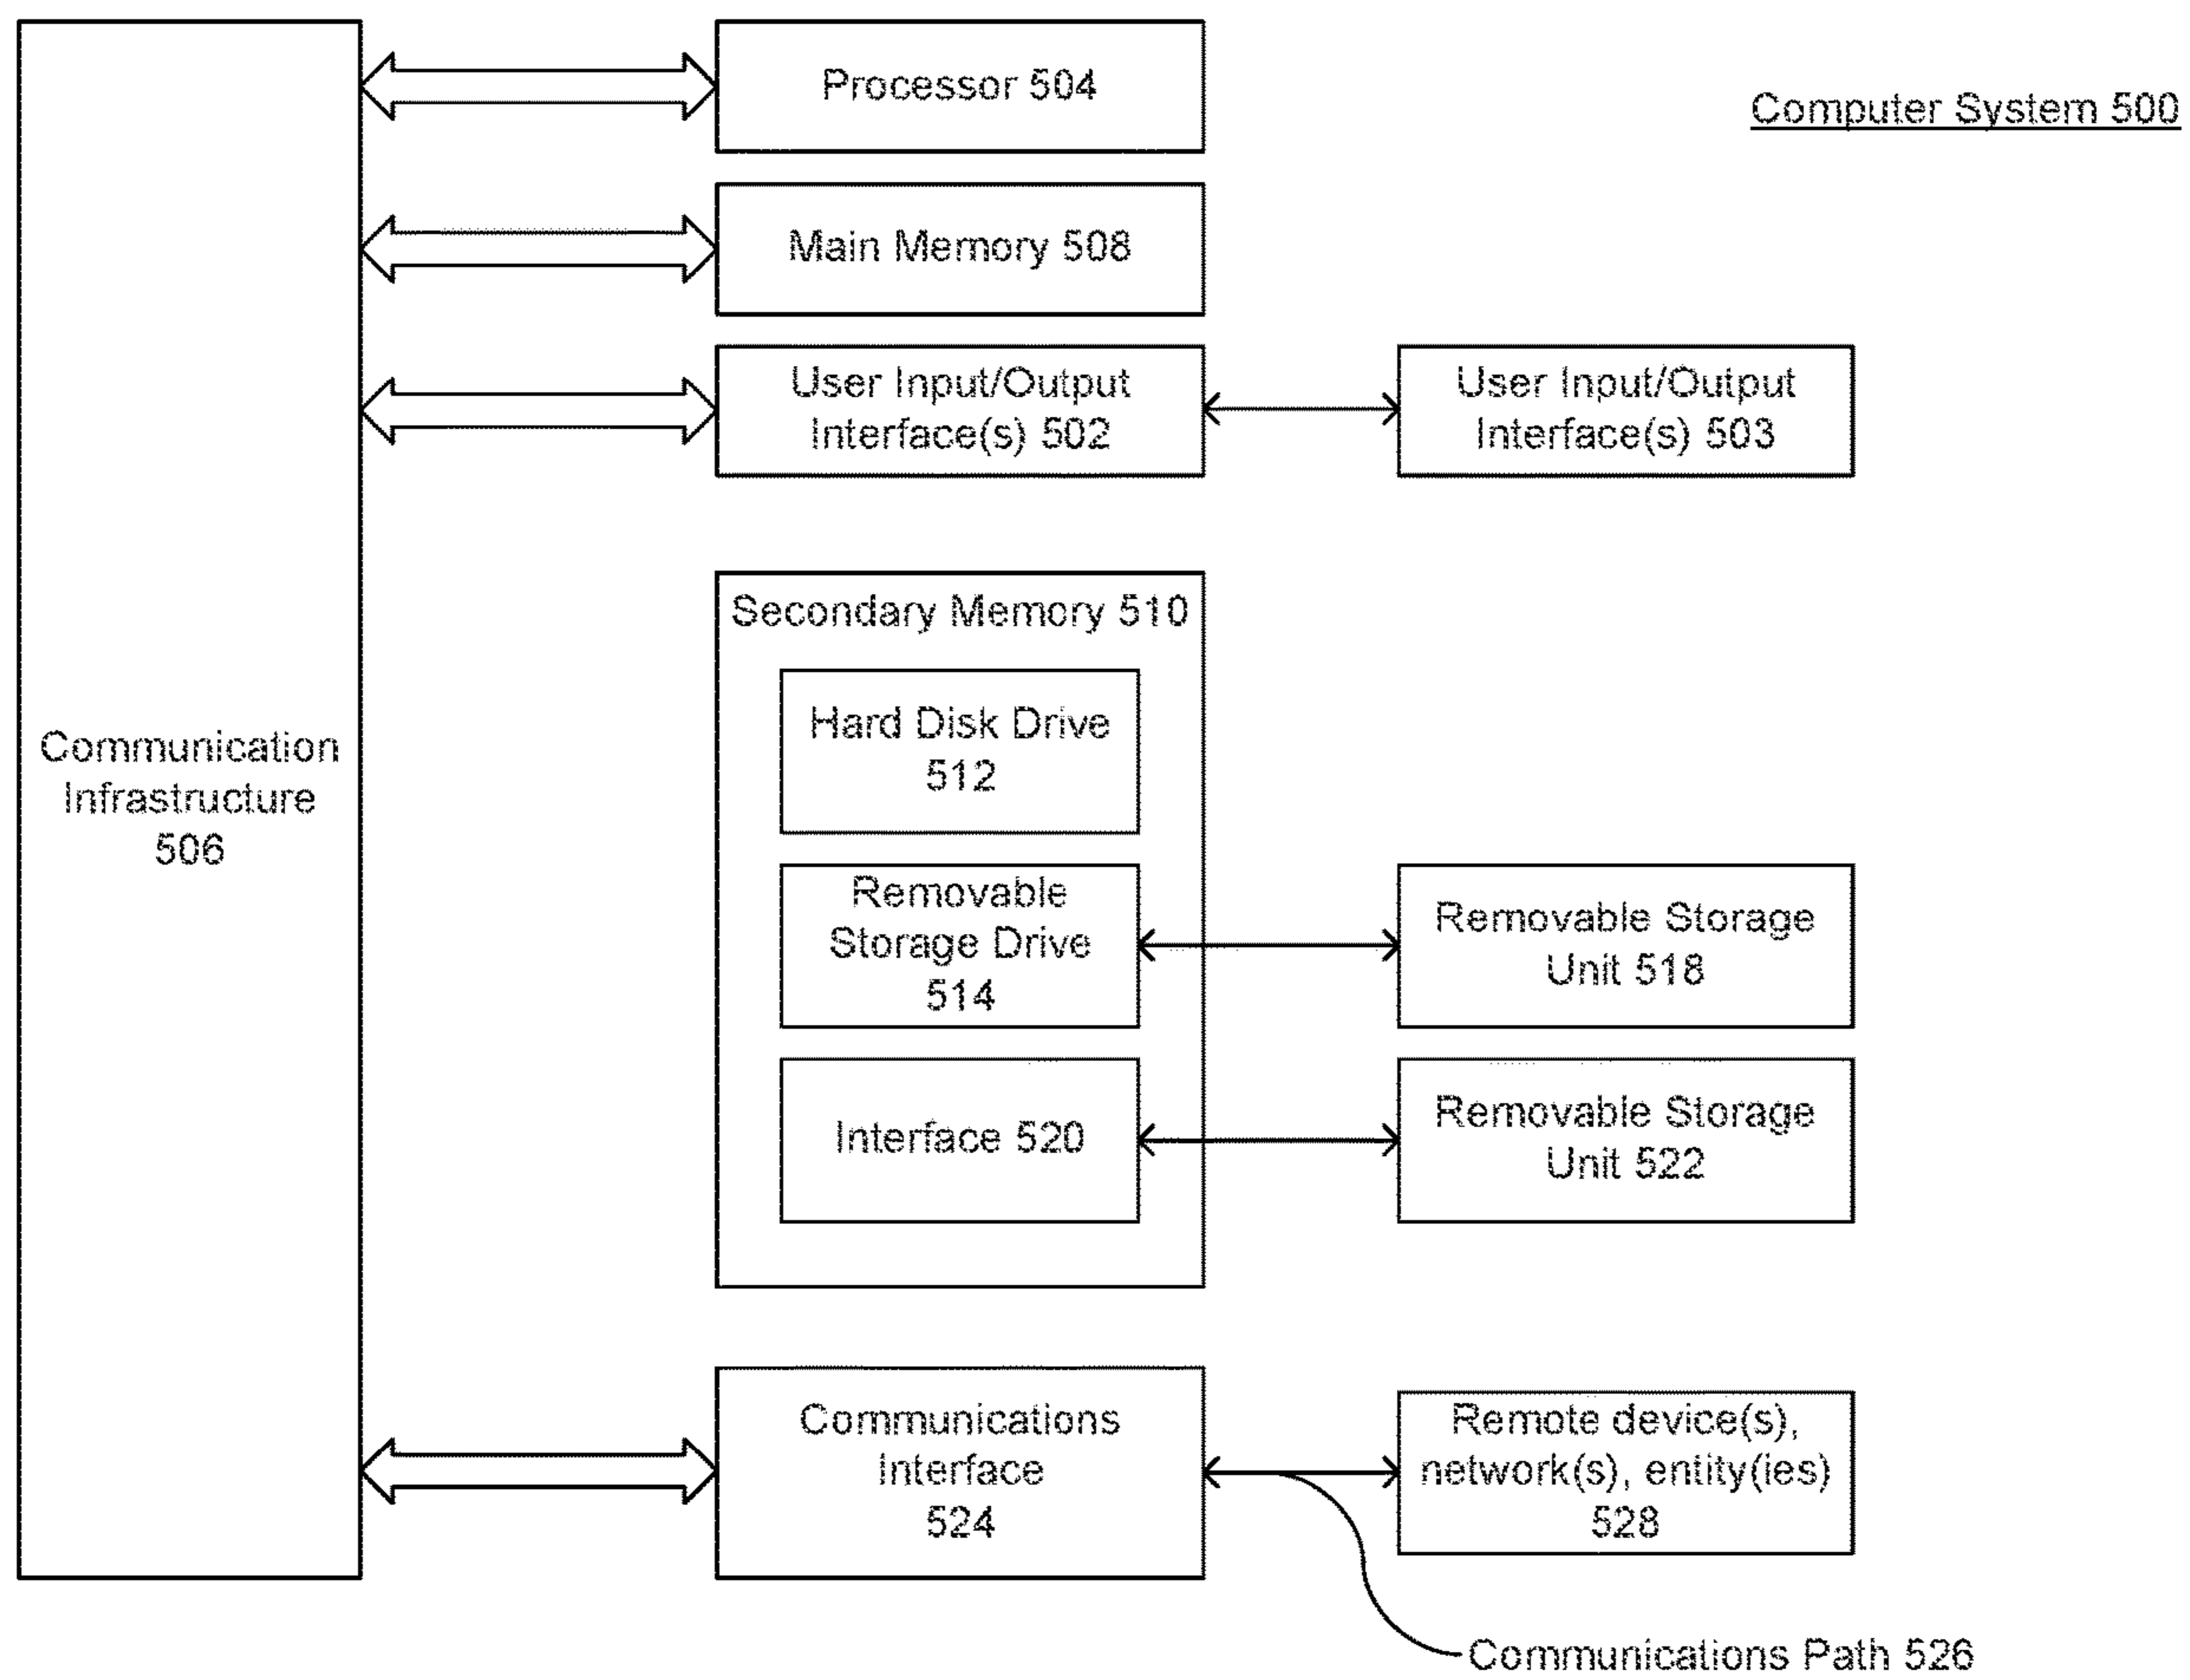 Processor 504
Computer System 500
Main Memory 508
User Input/Output
Interface(s) 502
User Input/Output
Interface(s) 503
Secondary Memory 510
Hard Disk Drive
512
Communication
Infrastructure
506
Removable
Storage Drive
514
Removable Storage
Unit 518
Interface 520
Removable Storage
Unit 522
Communications
Interface
524
Remote device(s),
network(s), entity(ies)
528
Communications Path 526